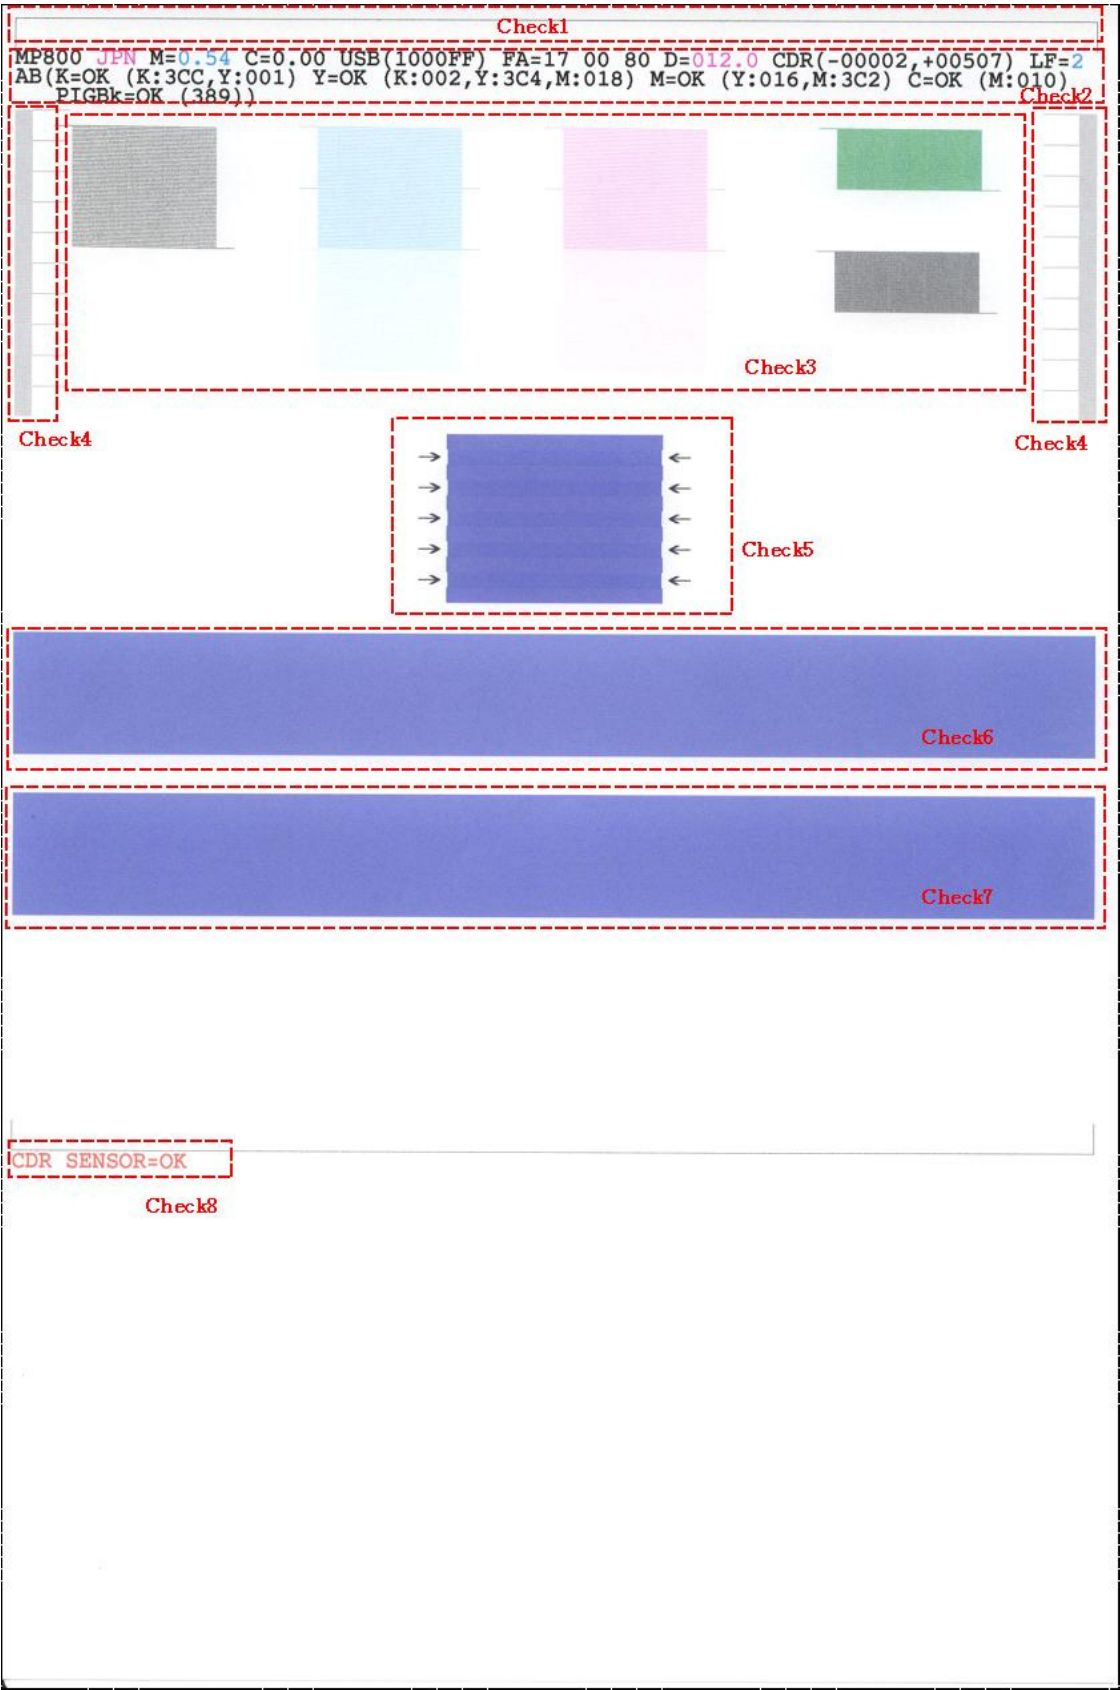 Check1
MP800 JPN M=0.54 C=0.00 USB(1000FF) FA=17 00 80 D=012.0 CDR(-00002,+00507) LF=2
AB(K=OK (K:3CC,Y:001) Y=OK (K:002,Y:3C4,M:018) M=OK (Y:016,M:3C2) C=OK (M:010)
PIGBk=OK (389))
Check2
Check3
Check4
Check4
Check5
Check6
Check7
CDR SENSOR=OK
Check8